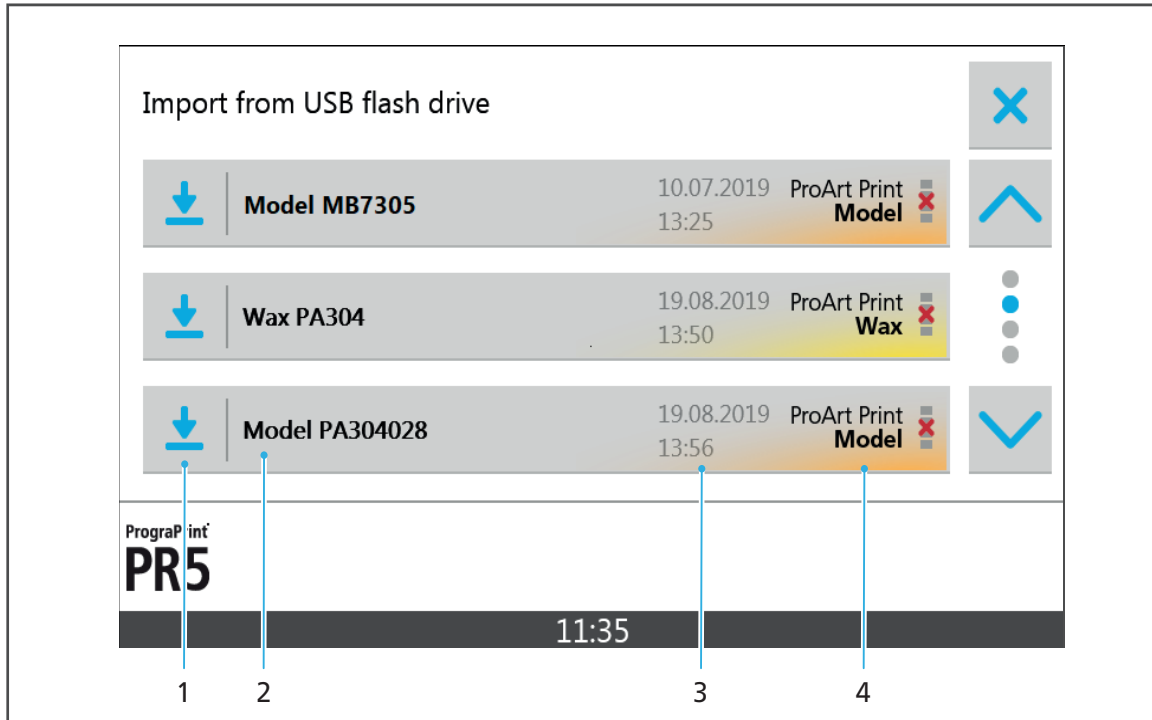 Import from USB flash drive
Model MB7305
10.07.2019
13:25
ProArt Print
Model
Wax PA304
19.08.2019
13:50
ProArt Print
Wax
Model PA304028
19.08.2019
13:56
ProArt Print
Model
PrograPrint
PR5
11:35
1 2 3 4